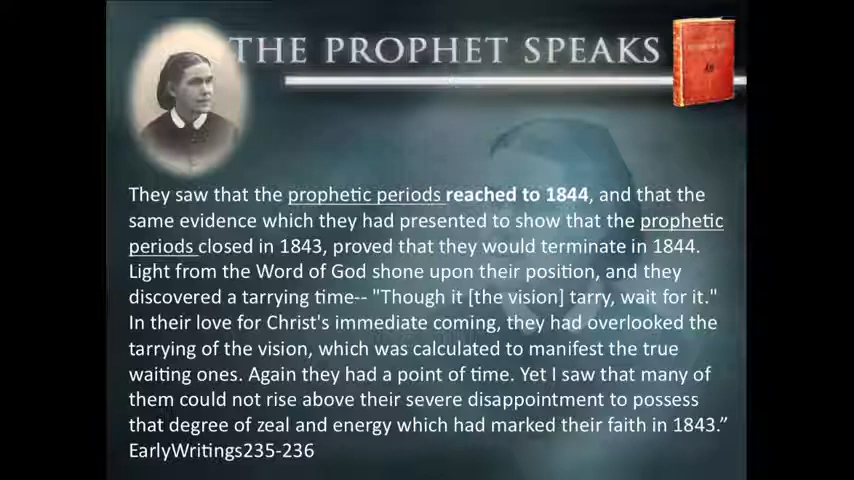 THE PROPHET SPEAKS
They saw that the prophetic periods reached to 1844, and that the
same evidence which they had presented to show that the prophetic
periods closed in 1843, proved that they would terminate in 1844.
Light from the Word of God shone upon their position, and they
discovered a tarrying time-- "Though it [the vision] tarry, wait for it."
In their love for Christ's immediate coming, they had overlooked the
tarrying of the vision, which was calculated to manifest the true
waiting ones. Again they had a point of time. Yet I saw that many of
them could not rise above their severe disappointment to possess
that degree of zeal and energy which had marked their faith in 1843.”
EarlyWritings235-236